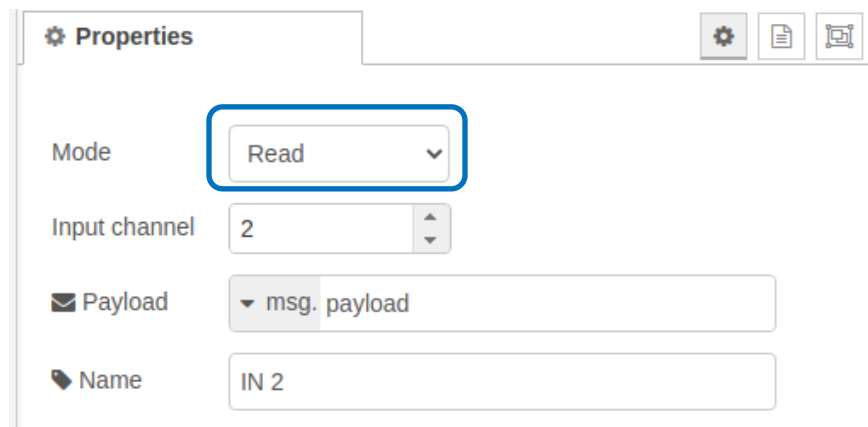 Properties
Mode
Read
Input channel
2
Payload
msg. payload
Name
IN 2